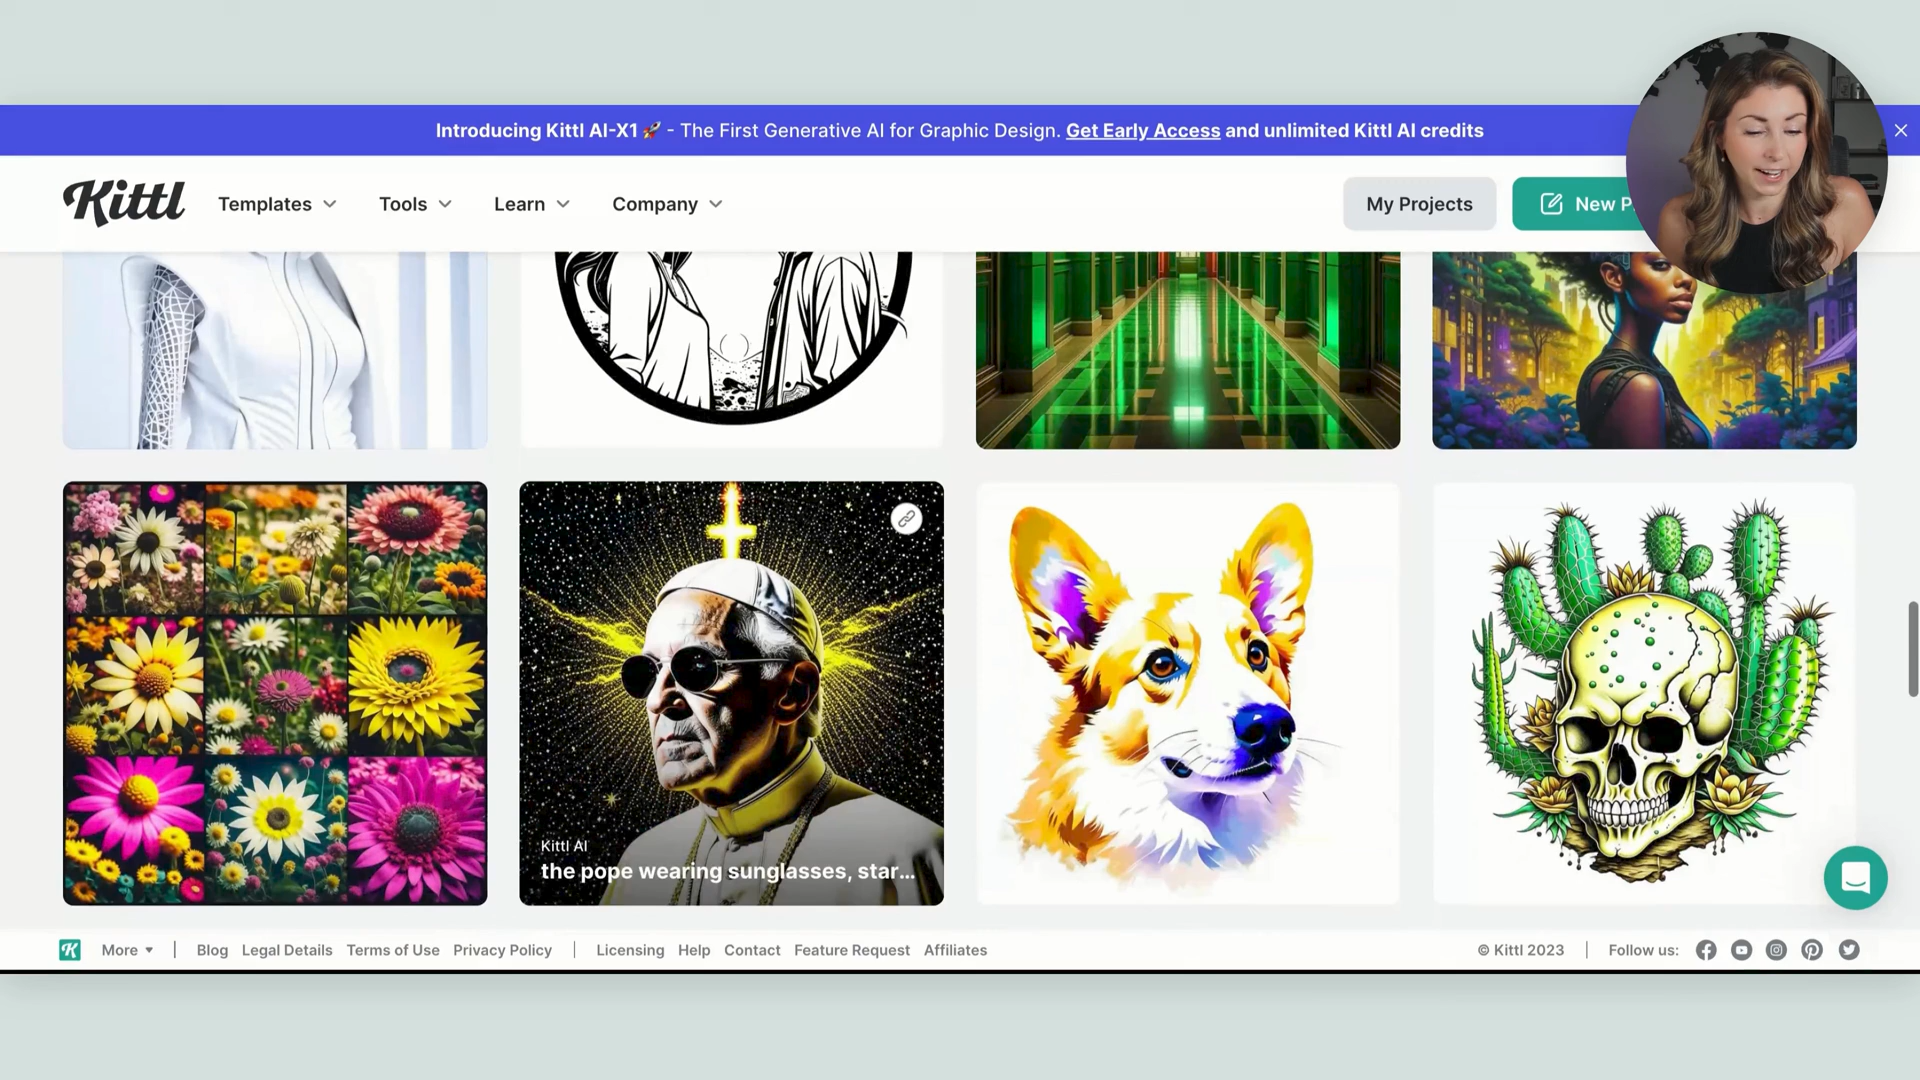 Introducing Kittl AI-X1 🚀 - The First Generative AI for Graphic Design. Get Early Access and unlimited Kittl AI credits
Kittl
Templates
Tools
Learn
Company
My Projects
New P
Kittl AI
the pope wearing sunglasses, star...
K
More
Blog
Legal Details
Terms of Use
Privacy Policy
Licensing
Help
Contact
Feature Request
Affiliates
© Kittl 2023
Follow us: